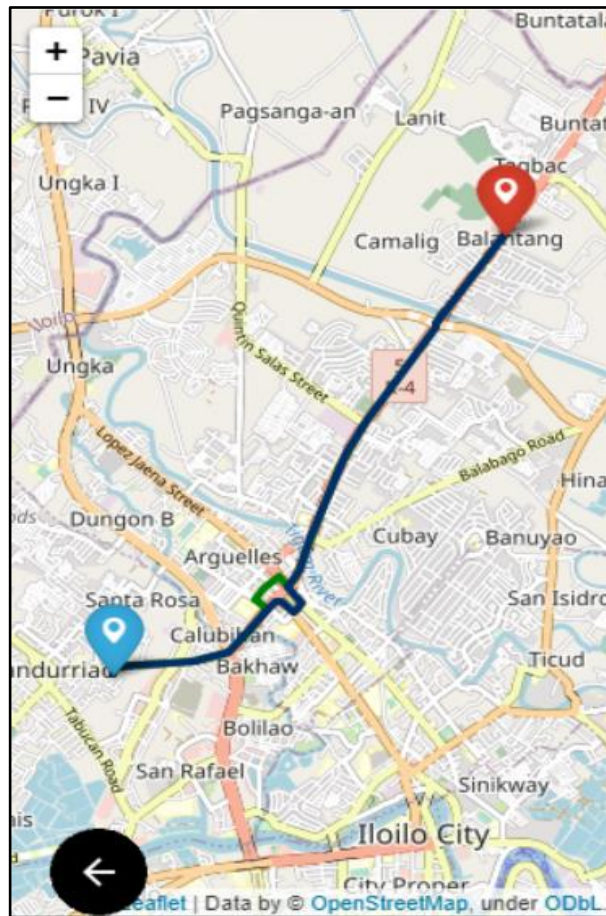 Buntatala
+
Pavia
−
IV
Pagsanga-an
Lanit
Tagbac
Ungka I
Camalig
Balantang
Quintin Salas Street
Ungka
Lopez Jaena Street
Balabago Road
Hina
Dungon B
Cubay
Banuyao
Arguelles
Santa Rosa
San Isidro
Calubihan
Bakhaw
Ticud
Tabucan Road
Bolilao
San Rafael
Sinikway
Iloilo City
City Proper
Leaflet | Data by © OpenStreetMap, under ODbL